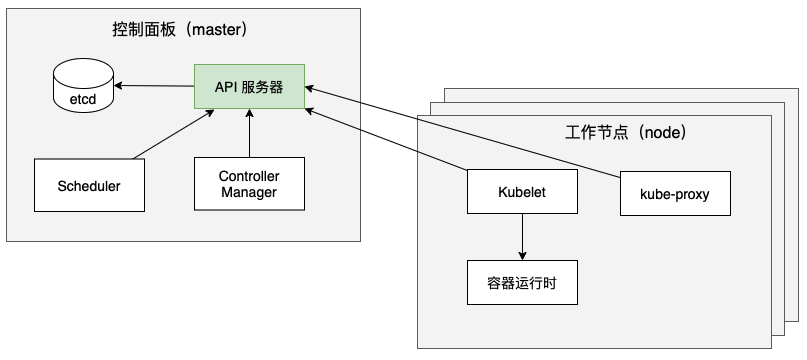 控制面板（master）
etcd
API 服务器
Scheduler
Controller
Manager
工作节点（node）
Kubelet
kube-proxy
容器运行时